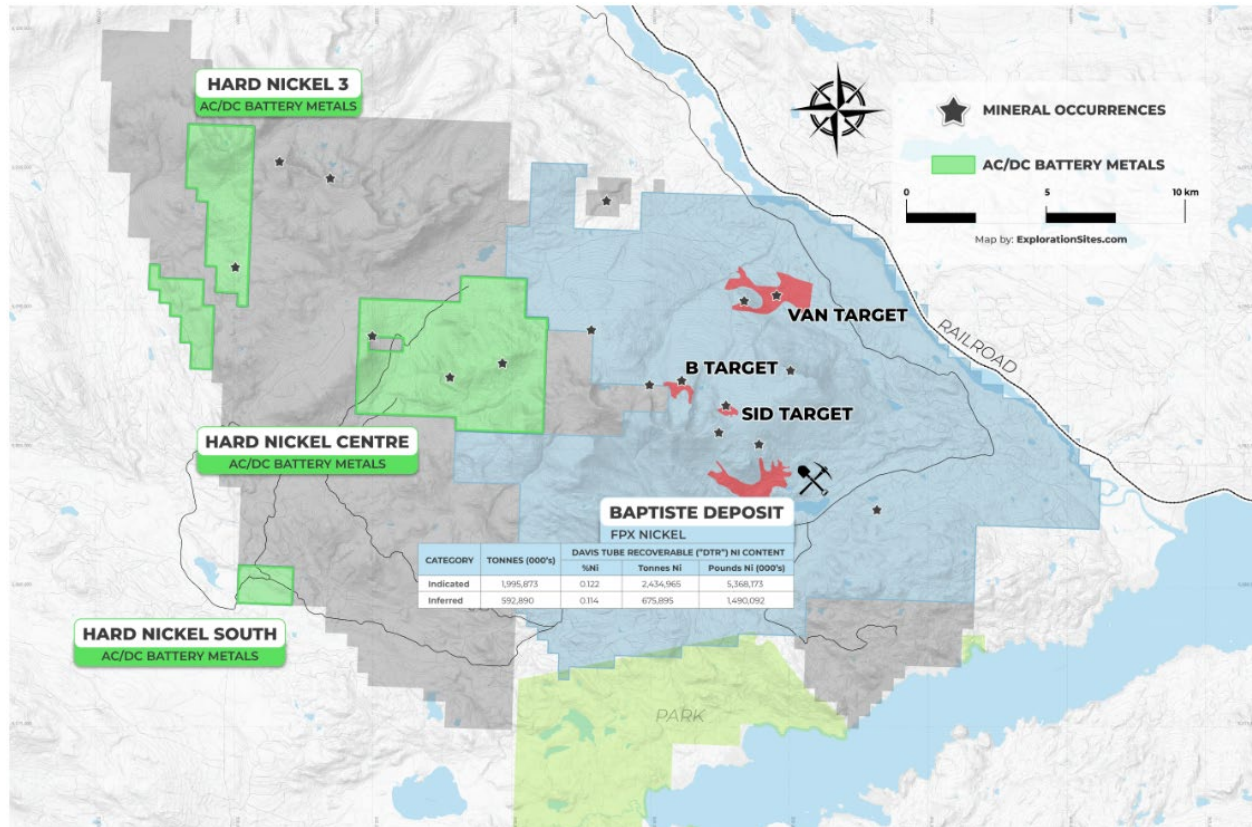 HARD NICKEL 3
AC/DC BATTERY METALS
MINERAL OCCURRENCES
AC/DC BATTERY METALS
0 5 10 km
Map by: ExplorationSites.com
RAILROAD
VAN TARGET
B TARGET
SID TARGET
HARD NICKEL CENTRE
AC/DC BATTERY METALS
BAPTISTE DEPOSIT
FPX NICKEL
CATEGORY TONNES (000's) DAVIS TUBE RECOVERABLE ("DTR") NI CONTENT
%Ni Tonnes Ni Pounds Ni (000's)
Indicated 1,995,873 0.122 2,434,965 5,368,173
Inferred 592,890 0.114 675,895 1,490,092
HARD NICKEL SOUTH
AC/DC BATTERY METALS
PARK